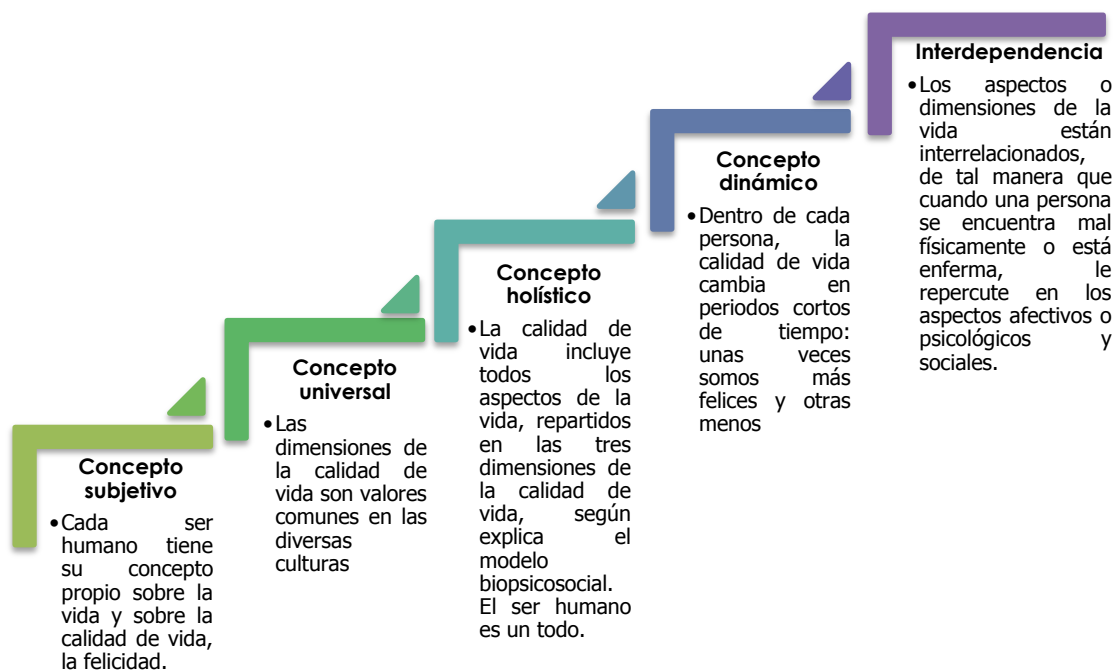 Concepto
subjetivo
•Cada ser
humano tiene
su concepto
propio sobre la
vida y sobre la
calidad de vida,
la felicidad.
Concepto
universal
•Las
dimensiones de
la calidad de
vida son valores
comunes en las
diversas
culturas
Concepto
holístico
•La calidad de
vida incluye
todos los
aspectos de la
vida, repartidos
en las tres
dimensiones de
la calidad de
vida, según
explica el
modelo
biopsicosocial.
El ser humano
es un todo.
Concepto
dinámico
•Dentro de cada
persona, la
calidad de vida
cambia en
periodos cortos
de tiempo:
unas veces
somos más
felices y otras
menos
Interdependencia
•Los aspectos o
dimensiones de la
vida están
interrelacionados,
de tal manera que
cuando una persona
se encuentra mal
físicamente o está
enferma, le
repercute en los
aspectos afectivos o
psicológicos y
sociales.